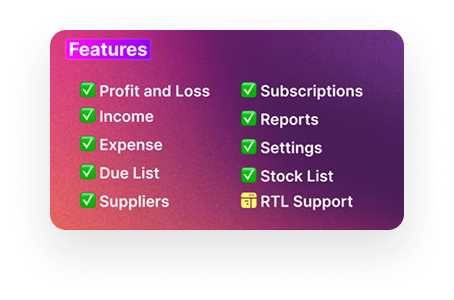 Features
Profit and Loss
Income
Expense
Due List
Suppliers
Subscriptions
Reports
Settings
Stock List
RTL Support